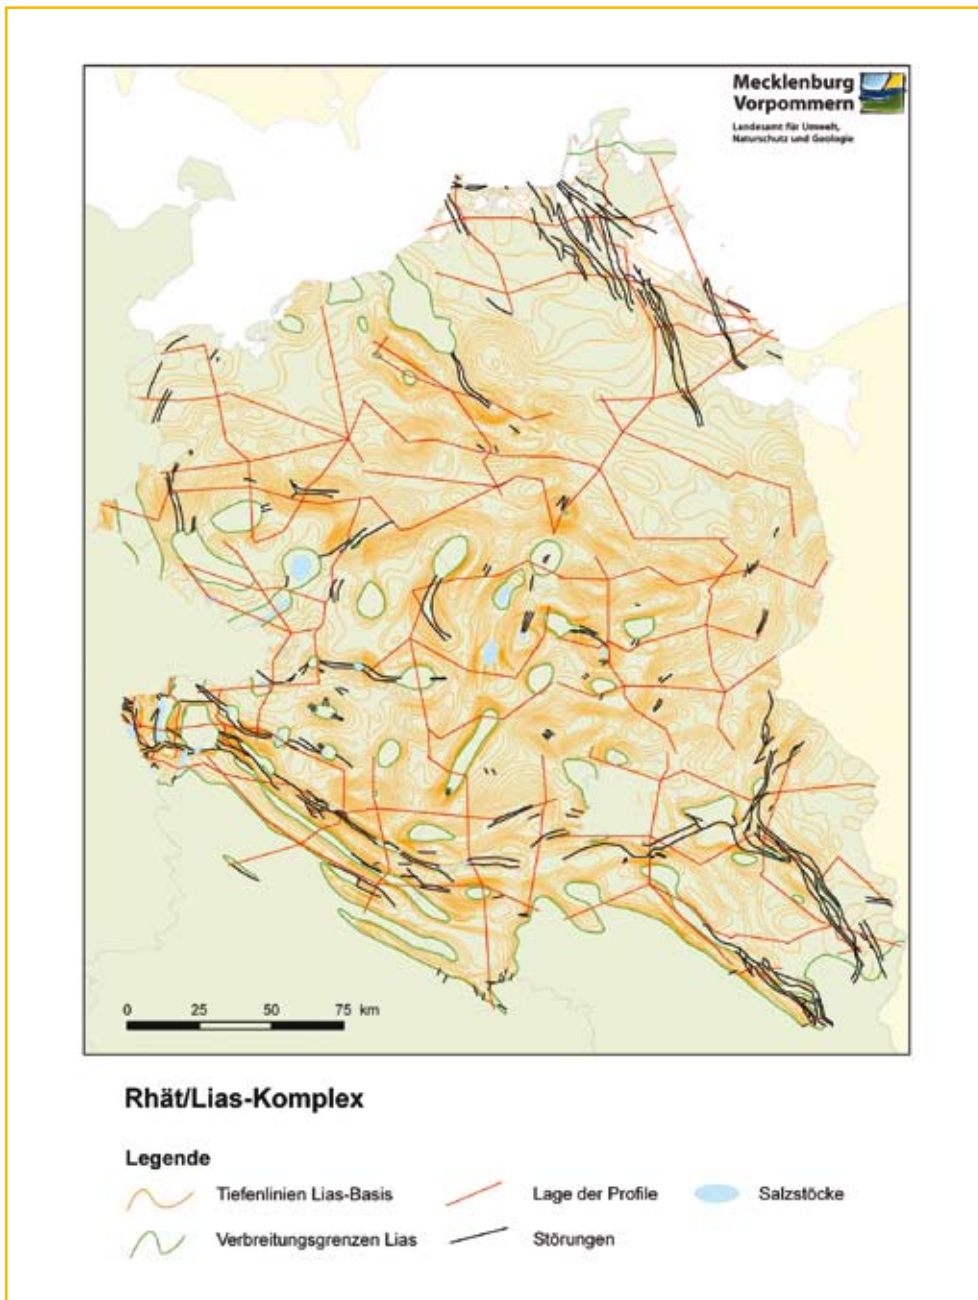 Mecklenburg
Vorpommern
Landesamt für Umwelt,
Naturschutz und Geologie
0 25 50 75 km
Rhät/Lias-Komplex
Legende
Tiefenlinien Lias-Basis
Lage der Profile
Salzstöcke
Verbreitungsgrenzen Lias
Störungen